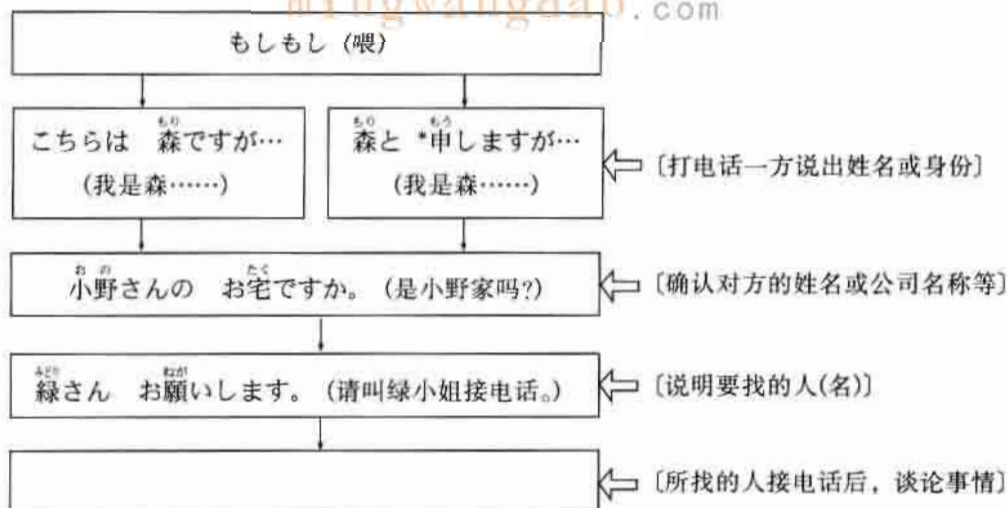 mingwangdao.com
もしもし（喂）
こちらは 森ですが…
（我是森……）
森と *申しますが…
（我是森……）
〔打电话一方说出姓名或身份〕
小野さんの お宅ですか。（是小野家吗?）
〔确认对方的姓名或公司名称等〕
緑さん お願いします。（请叫绿小姐接电话。）
〔说明要找的人(名)〕
〔所找的人接电话后，谈论事情〕